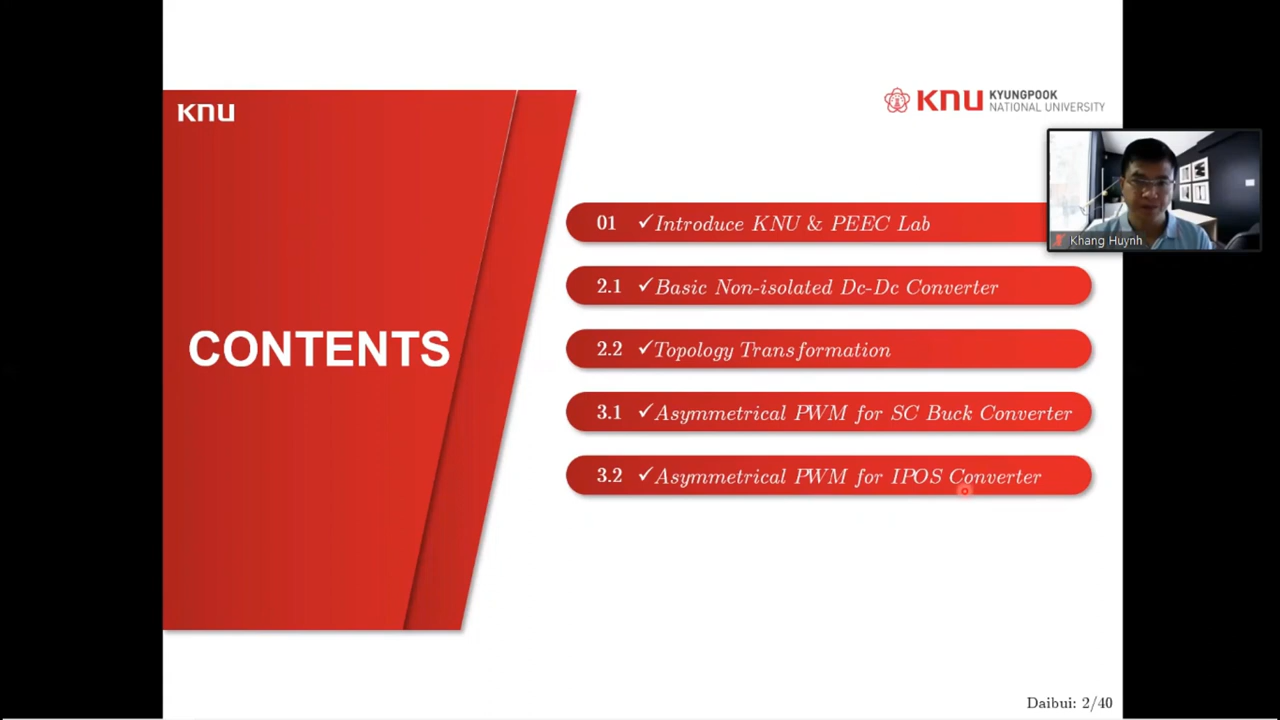 KNU
KYUNGPOOK
KNU NATIONAL UNIVERSITY
CONTENTS
01 ✓Introduce KNU & PEEC Lab
2.1 ✓Basic Non-isolated Dc-Dc Converter
2.2 ✓Topology Transformation
3.1 ✓Asymmetrical PWM for SC Buck Converter
3.2 ✓Asymmetrical PWM for IPOS Converter
Khang Huynh
Daibui: 2/40